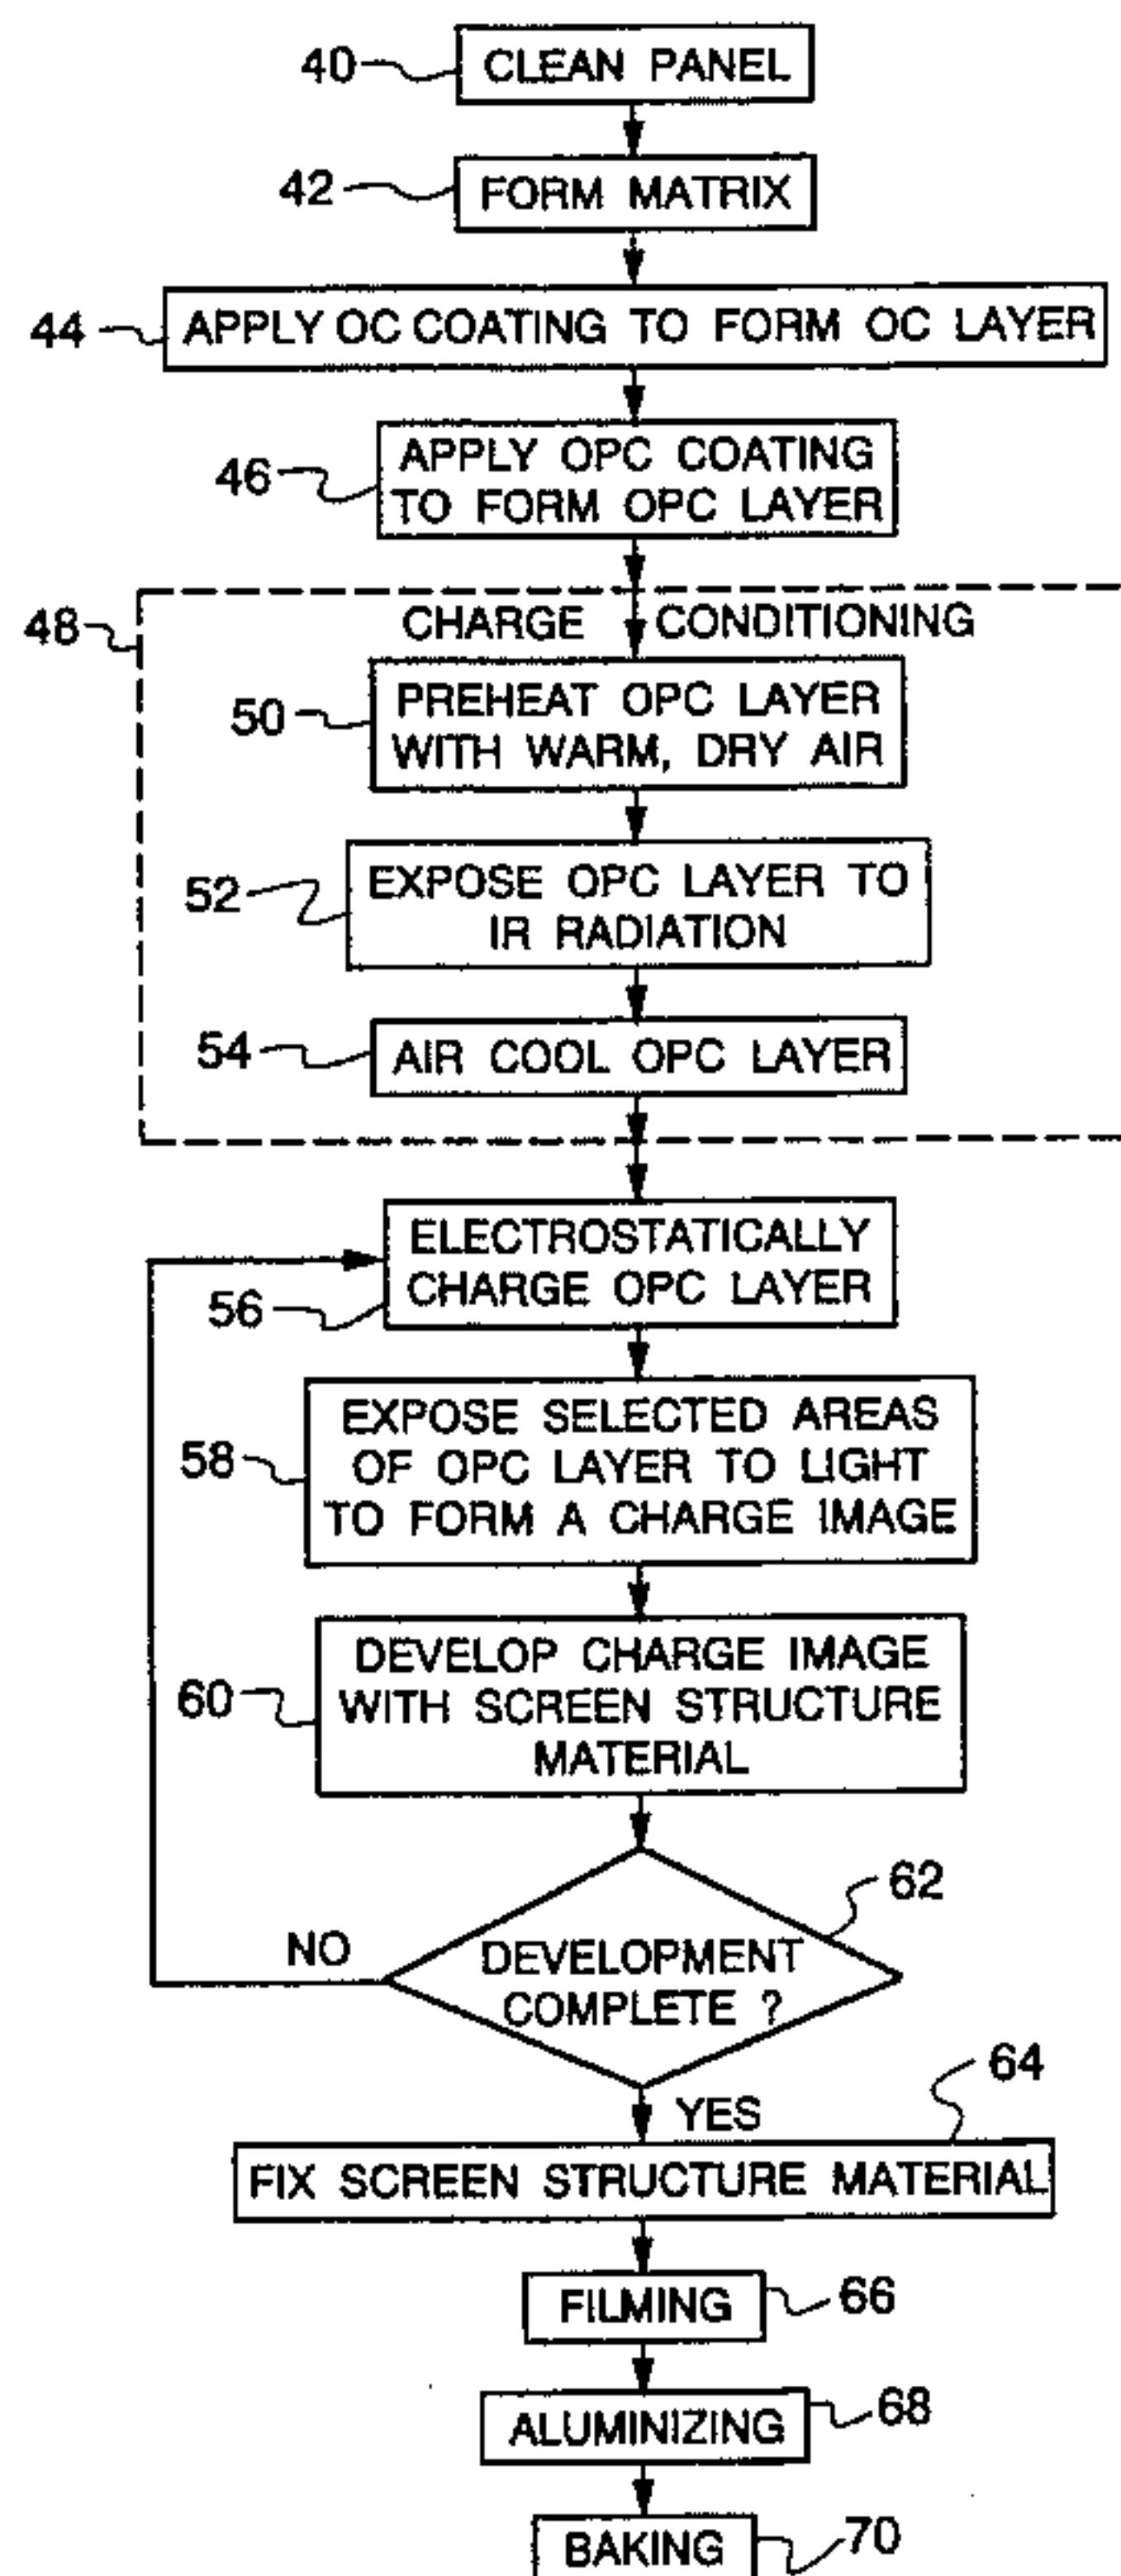 40 CLEAN PANEL
42 FORM MATRIX
44 APPLY OC COATING TO FORM OC LAYER
46 APPLY OPC COATING
TO FORM OPC LAYER
48 CHARGE CONDITIONING
50 PREHEAT OPC LAYER
WITH WARM, DRY AIR
52 EXPOSE OPC LAYER TO
IR RADIATION
54 AIR COOL OPC LAYER
ELECTROSTATICALLY
56 CHARGE OPC LAYER
EXPOSE SELECTED AREAS
58 OF OPC LAYER TO LIGHT
TO FORM A CHARGE IMAGE
DEVELOP CHARGE IMAGE
60 WITH SCREEN STRUCTURE
MATERIAL
62
NO DEVELOPMENT
COMPLETE ?
64
YES
FIX SCREEN STRUCTURE MATERIAL
FILMING 66
ALUMINIZING 68
BAKING 70